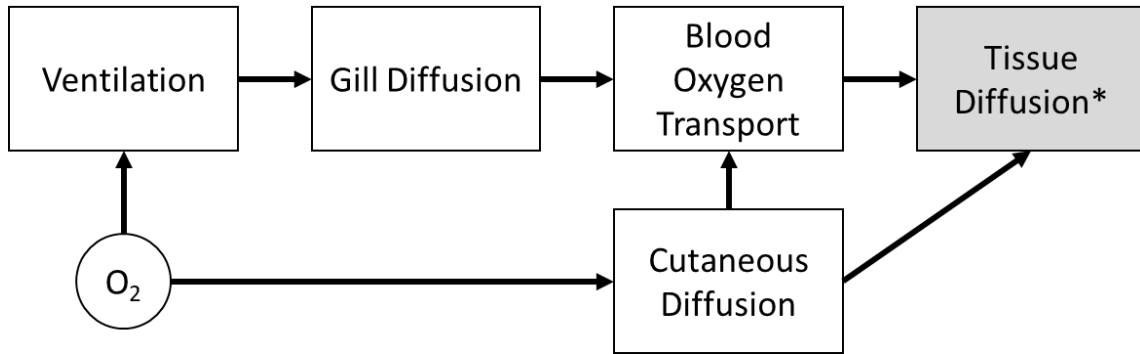 Ventilation
Gill Diffusion
Blood
Oxygen
Transport
Tissue
Diffusion*
O₂
Cutaneous
Diffusion